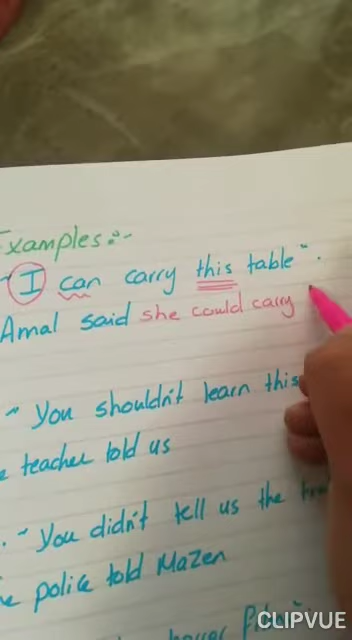 Examples:-
"I can carry this table".
Amal said she could carry
"You shouldn't learn this
teacher told us
"You didn't tell us the
police told Mazen
horror
CLIPVUE